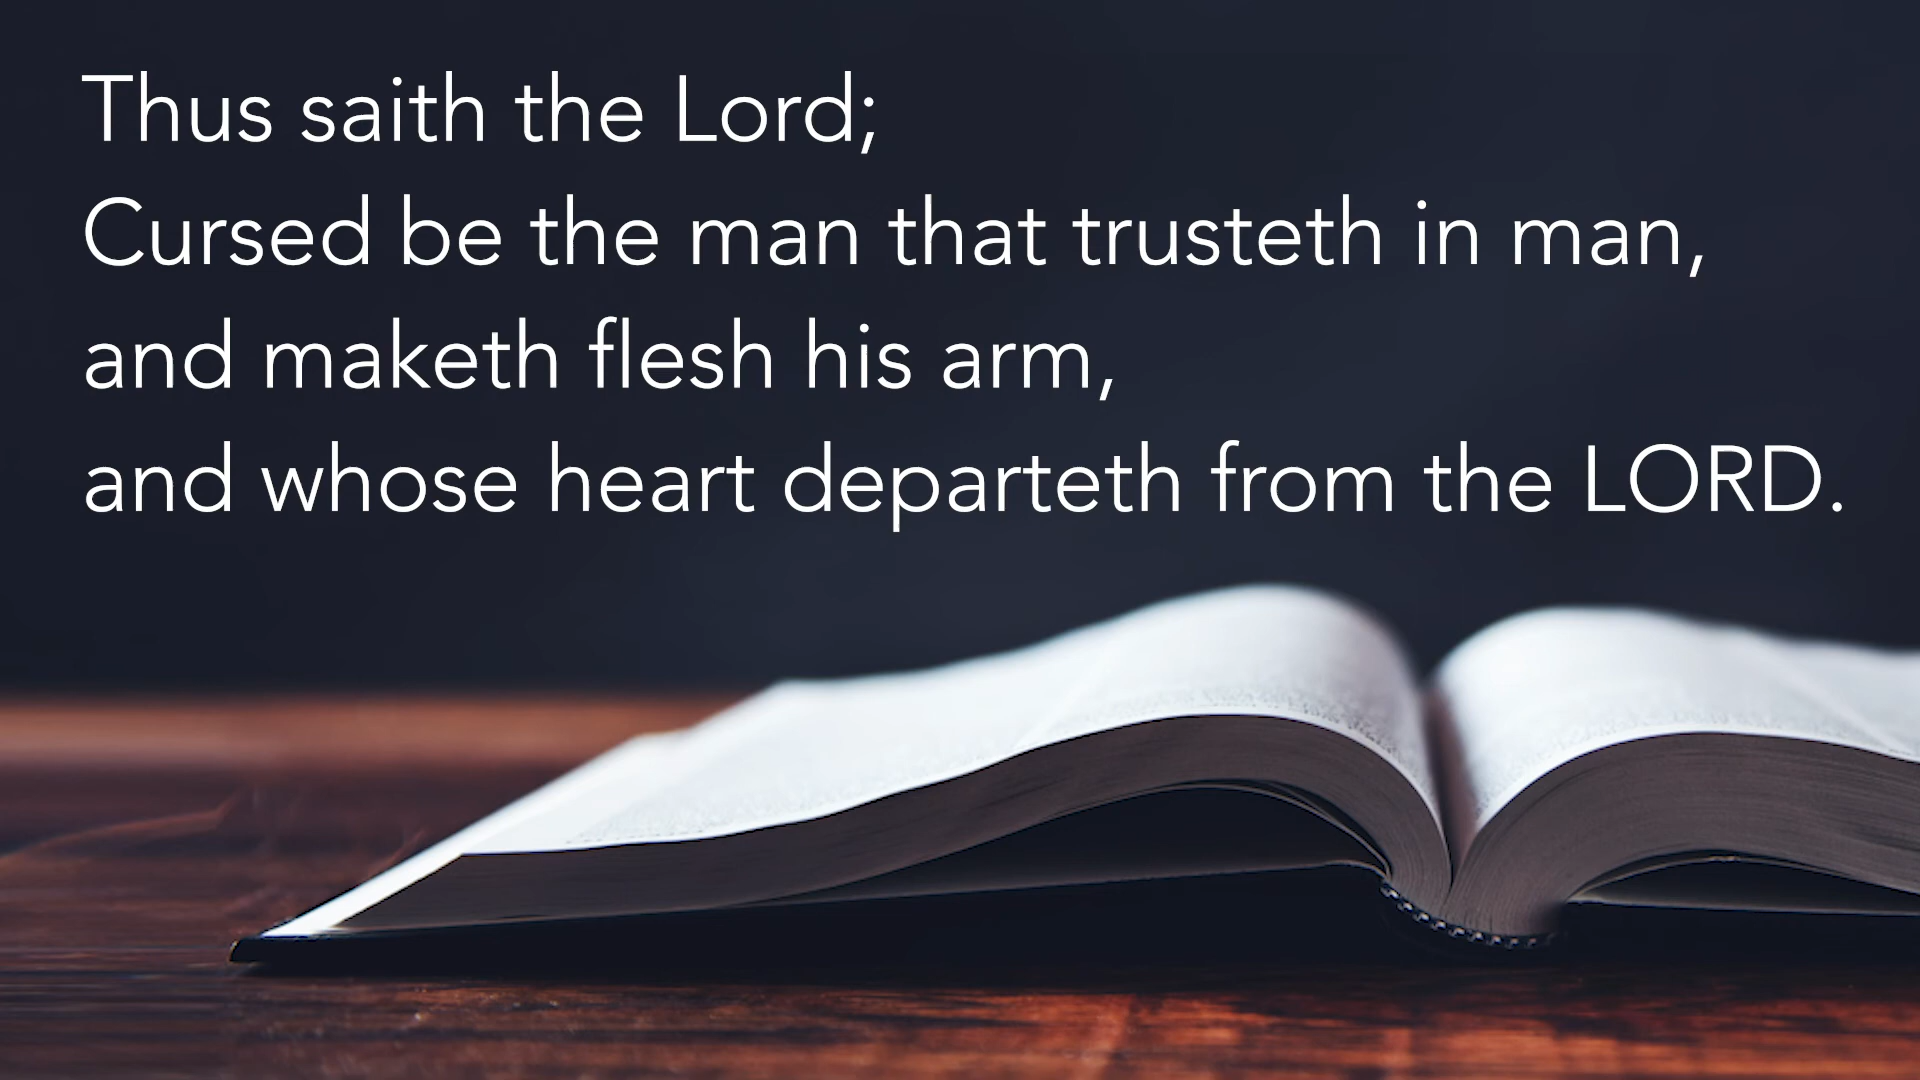 Thus saith the Lord;
Cursed be the man that trusteth in man,
and maketh flesh his arm,
and whose heart departeth from the LORD.